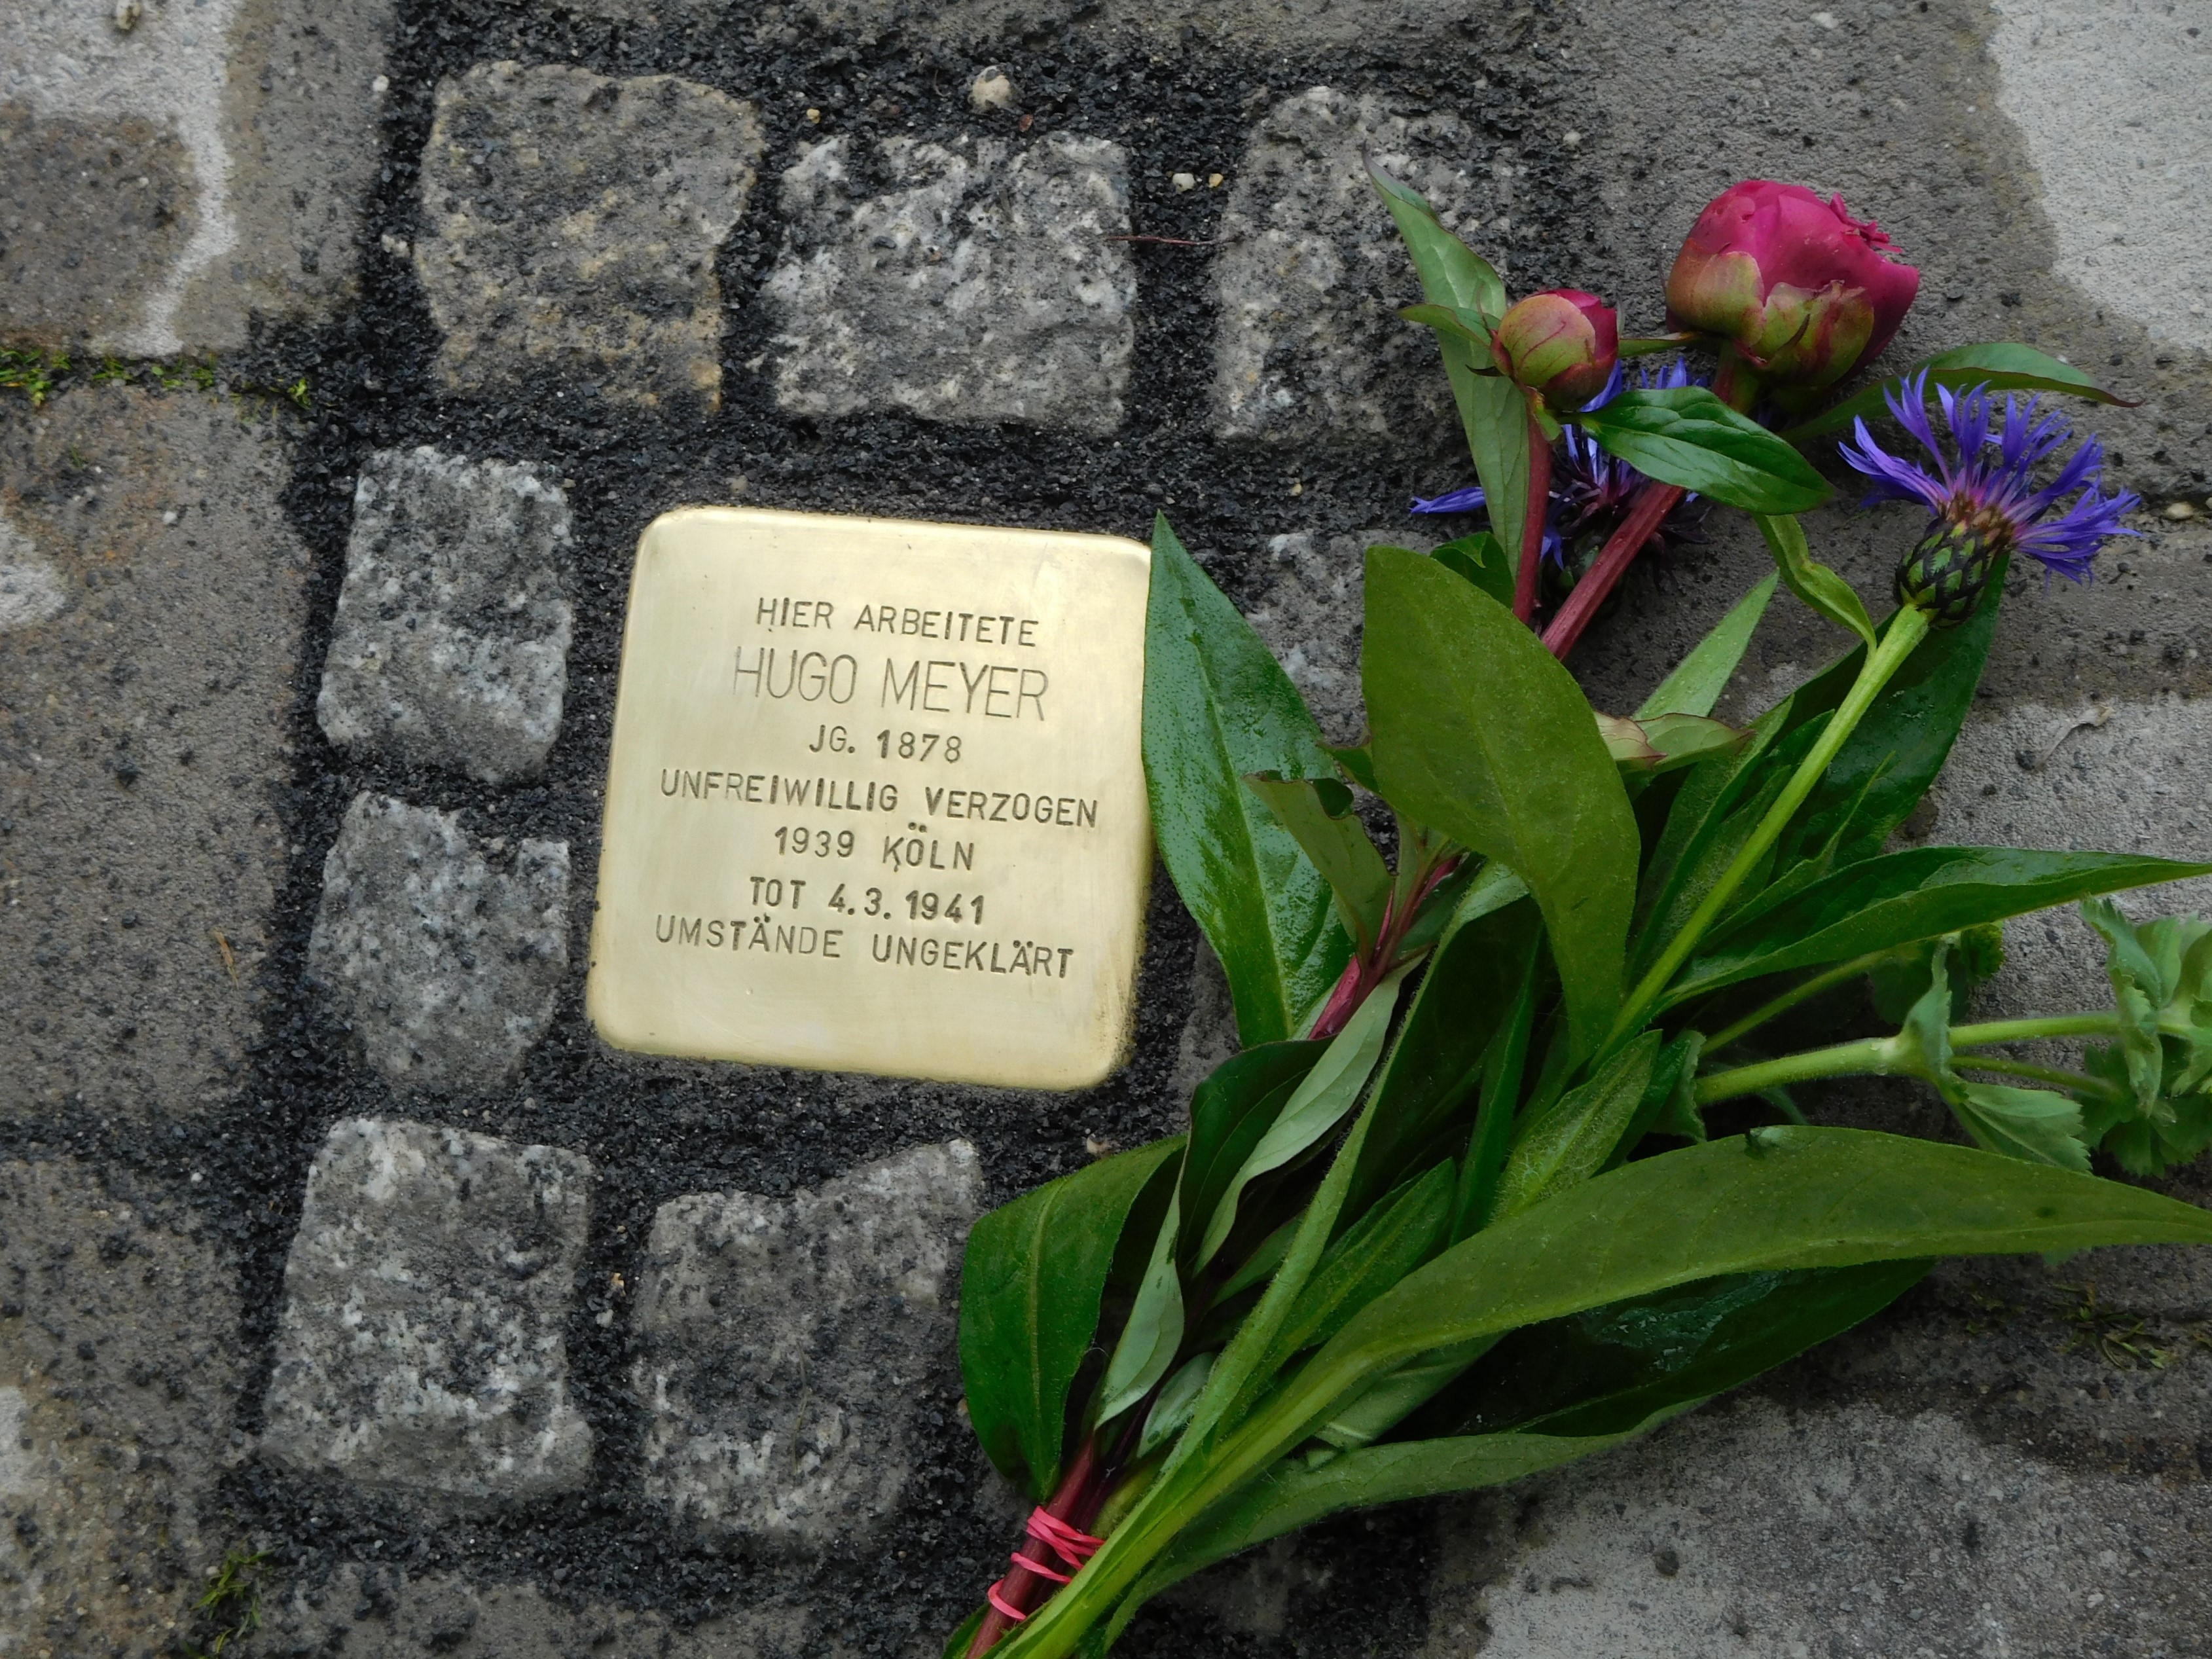 HIER ARBEITETE
HUGO MEYER
JG. 1878
UNFREIWILLIG VERZOGEN
1939 KÖLN
TOT 4.3.1941
UMSTÄNDE UNGEKLÄRT